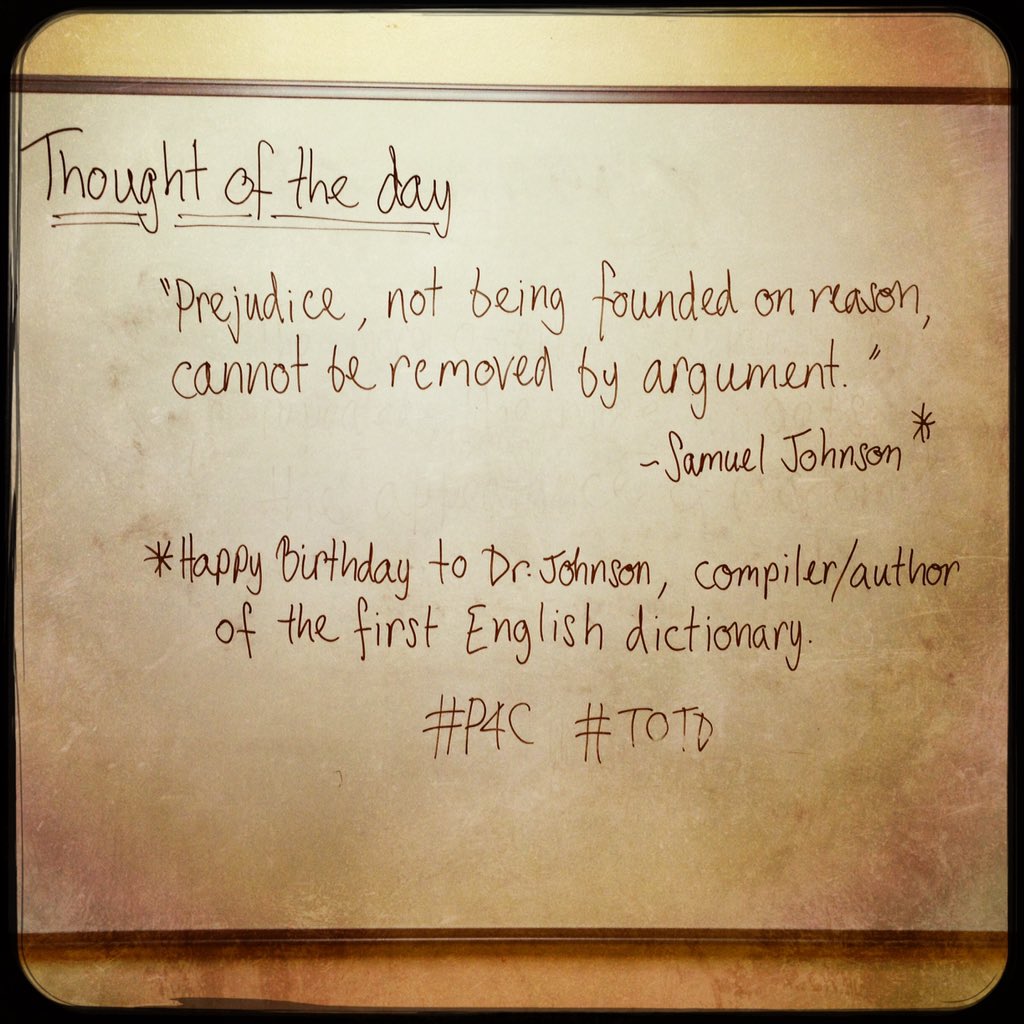 Thought of the day
"Prejudice, not being founded on reason,
cannot be removed by argument."
~Samuel Johnson*
*Happy Birthday to Dr. Johnson, compiler/author
of the first English dictionary.
#P4C #TOTD